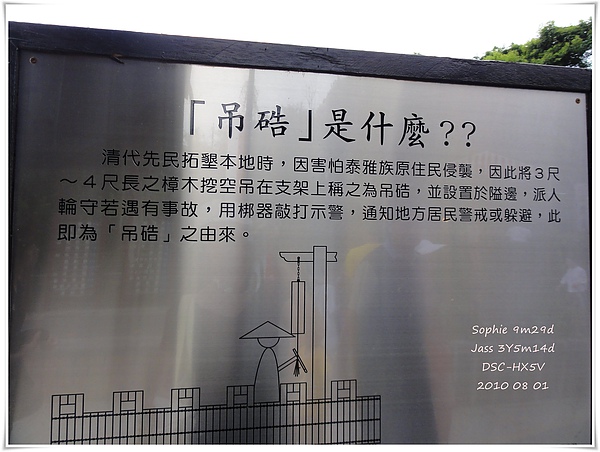 「吊硞」是什麼??
清代先民拓墾本地時，因害怕泰雅族原住民侵襲，因此將3尺
～4尺長之樟木挖空吊在支架上稱之為吊硞，並設置於隘邊，派人
輪守若遇有事故，用梆器敲打示警，通知地方居民警戒或躲避，此
即為「吊硞」之由來。
Sophie 9m29d
Jass 3Y5m14d
DSC-HX5V
2010 08 01